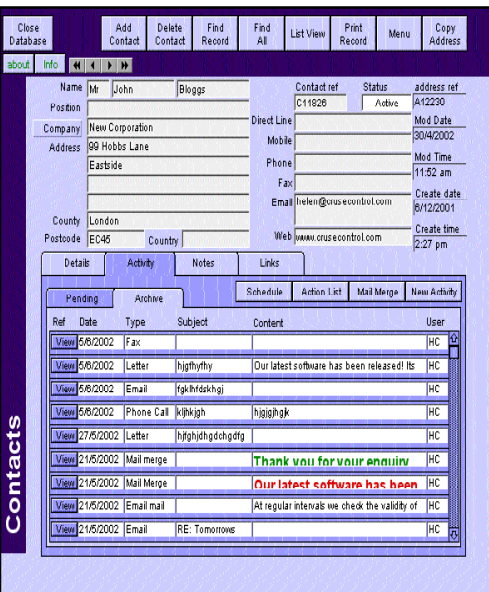 Close Database
Add Contact
Delete Contact
Find Record
Find All
List View
Print Record
Menu
Copy Address
about
Info
Name Mr John Bloggs
Position
Company New Corporation
Address 99 Hobbs Lane
Eastside
County London
Postcode EC45 Country
Contact ref
C11826
Status
Active
address ref
A12230
Direct Line
Mobile
Phone
Fax
Email helen@crusecontrol.com
Web www.crusecontrol.com
Mod Date
30/4/2002
Mod Time
11:52 am
Create date
6/12/2001
Create time
2:27 pm
Details Activity Notes Links
Pending Archive Schedule Action List Mail Merge New Activity
Ref Date Type Subject Content User
View 5/6/2002 Fax HC
View 5/6/2002 Letter hjgfhyfhy Our latest software has been released! Its HC
View 5/6/2002 Email fgklhfdskhgj HC
View 5/6/2002 Phone Call kljhkjgh hjgjgjhgjk HC
View 27/5/2002 Letter hjfghjdhgdchgdfg HC
View 21/5/2002 Mail merge Thank you for your enquiry HC
View 21/5/2002 Mail Merge Our latest software has been HC
View 21/5/2002 Email mail At regular intervals we check the validity of HC
View 21/5/2002 Email RE: Tomorrows HC
Contacts